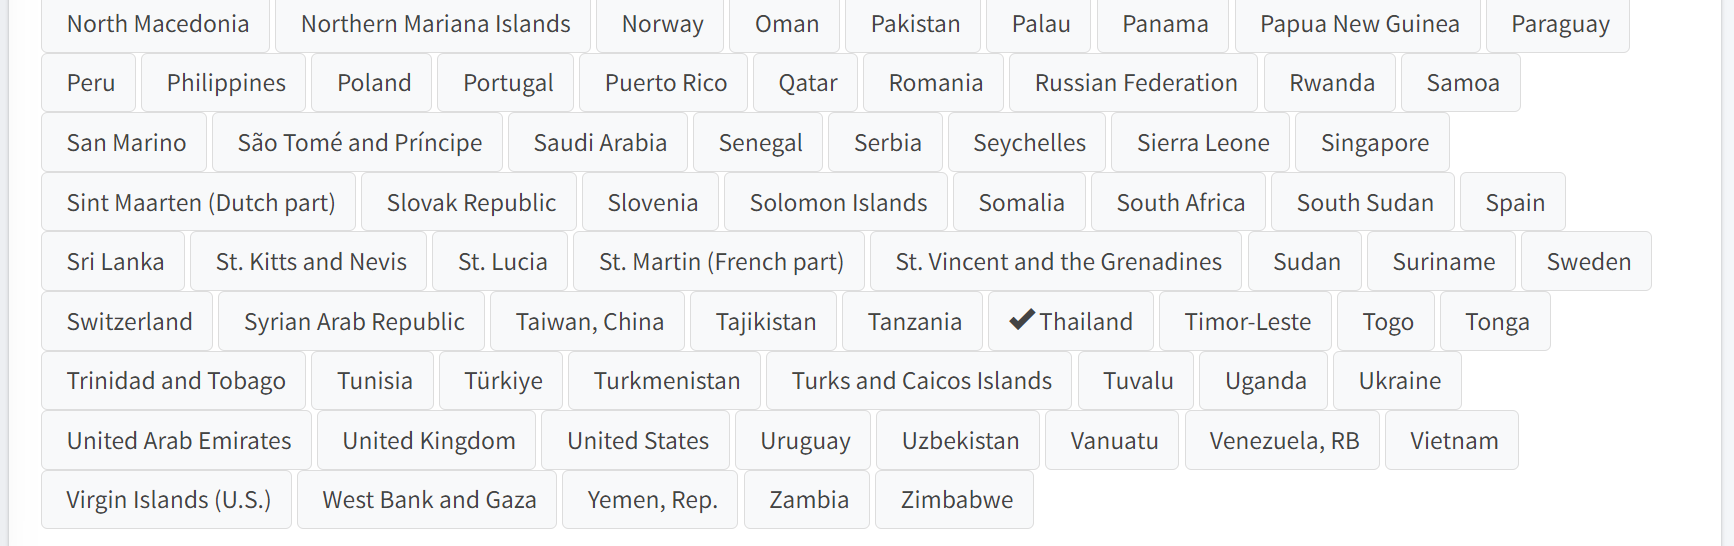 North Macedonia Northern Mariana Islands Norway Oman Pakistan Palau Panama Papua New Guinea Paraguay
Peru Philippines Poland Portugal Puerto Rico Qatar Romania Russian Federation Rwanda Samoa
San Marino São Tomé and Príncipe Saudi Arabia Senegal Serbia Seychelles Sierra Leone Singapore
Sint Maarten (Dutch part) Slovak Republic Slovenia Solomon Islands Somalia South Africa South Sudan Spain
Sri Lanka St. Kitts and Nevis St. Lucia St. Martin (French part) St. Vincent and the Grenadines Sudan Suriname Sweden
Switzerland Syrian Arab Republic Taiwan, China Tajikistan Tanzania ✔ Thailand Timor-Leste Togo Tonga
Trinidad and Tobago Tunisia Türkiye Turkmenistan Turks and Caicos Islands Tuvalu Uganda Ukraine
United Arab Emirates United Kingdom United States Uruguay Uzbekistan Vanuatu Venezuela, RB Vietnam
Virgin Islands (U.S.) West Bank and Gaza Yemen, Rep. Zambia Zimbabwe